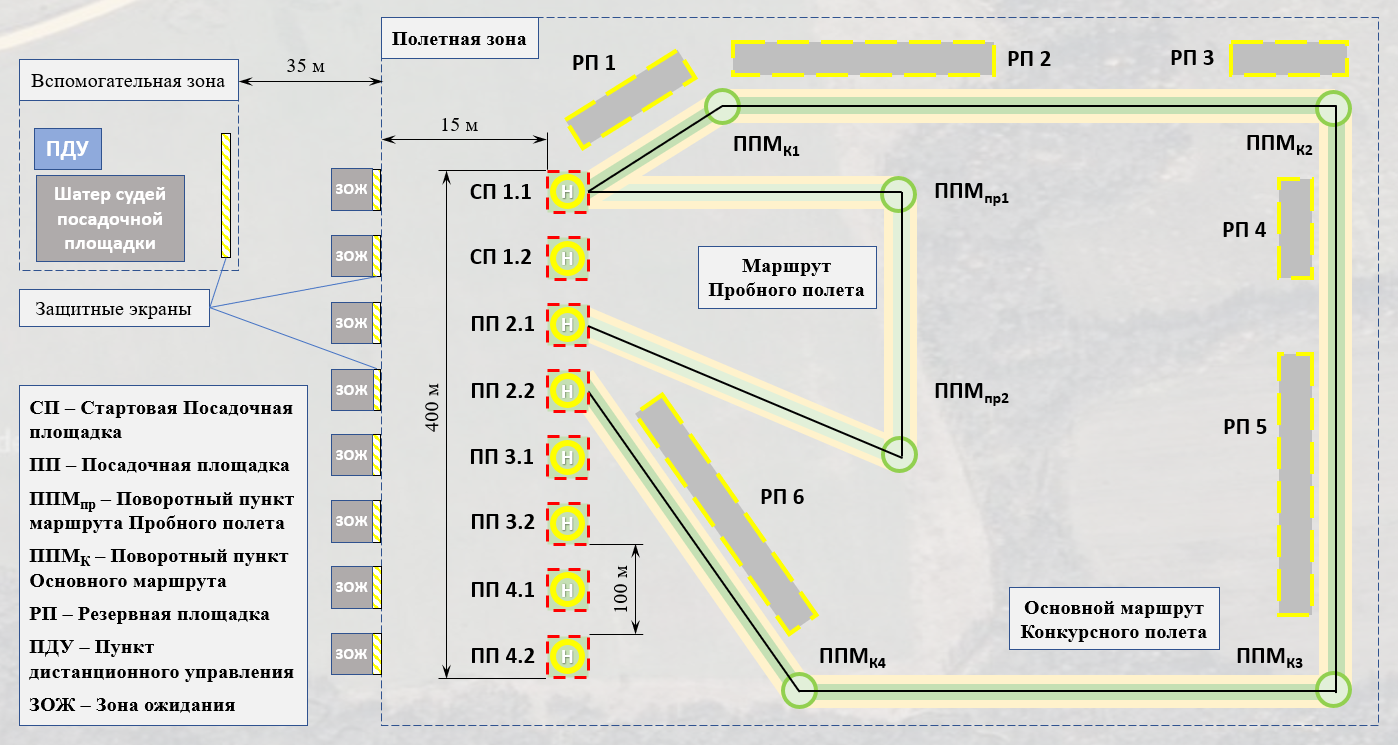 Полетная зона
Вспомогательная зона
35 м
15 м
ПДУ
Шатер судей
посадочной
площадки
Защитные экраны
ЗОЖ
ЗОЖ
ЗОЖ
ЗОЖ
ЗОЖ
ЗОЖ
ЗОЖ
ЗОЖ
400 м
100 м
СП 1.1
СП 1.2
ПП 2.1
ПП 2.2
ПП 3.1
ПП 3.2
ПП 4.1
ПП 4.2
H
H
H
H
H
H
H
H
РП 1
РП 2
РП 3
РП 4
РП 5
РП 6
ППМК1
ППМК2
ППМК3
ППМК4
ППМпр1
ППМпр2
Маршрут
Пробного полета
Основной маршрут
Конкурсного полета
СП – Стартовая Посадочная
площадка
ПП – Посадочная площадка
ППМпр – Поворотный пункт
маршрута Пробного полета
ППМК – Поворотный пункт
Основного маршрута
РП – Резервная площадка
ПДУ – Пункт
дистанционного управления
ЗОЖ – Зона ожидания